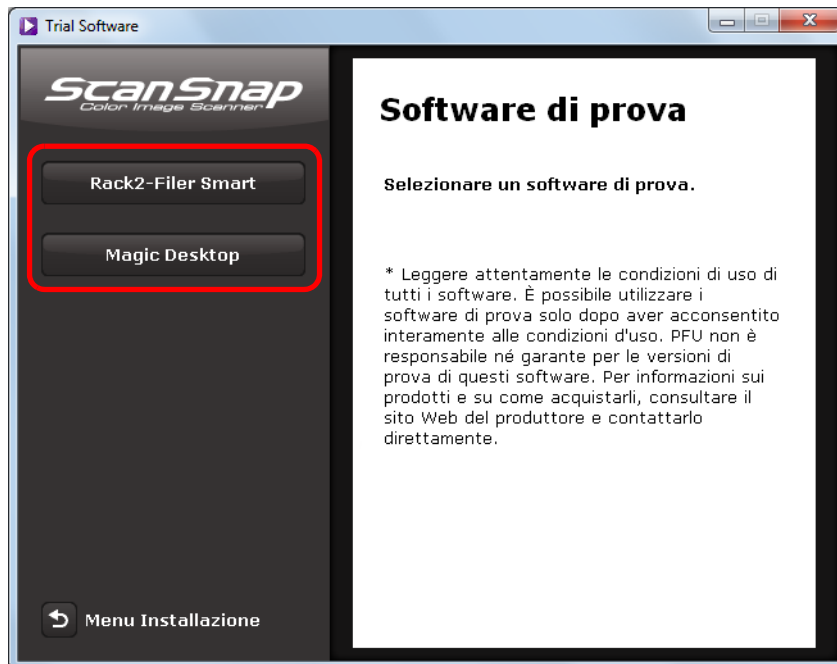 Trial Software
ScanSnap
Color Image Scanner
Rack2-Filer Smart
Magic Desktop
Menu Installazione
Software di prova
Selezionare un software di prova.
* Leggere attentamente le condizioni di uso di
tutti i software. È possibile utilizzare i
software di prova solo dopo aver acconsentito
interamente alle condizioni d'uso. PFU non è
responsabile né garante per le versioni di
prova di questi software. Per informazioni sui
prodotti e su come acquistarli, consultare il
sito Web del produttore e contattarlo
direttamente.